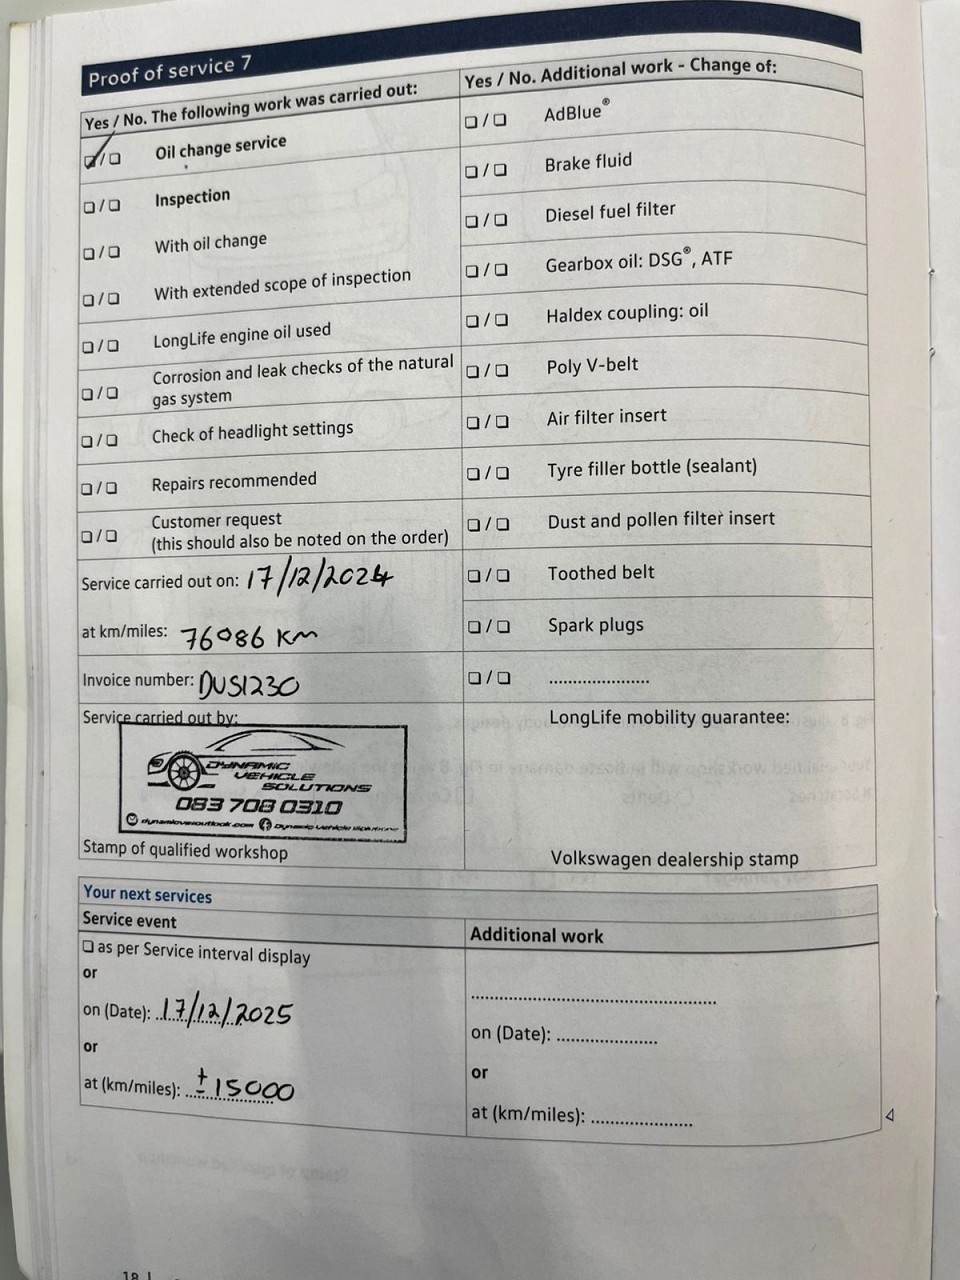 Proof of service 7
Yes / No. The following work was carried out:
Oil change service
Inspection
With oil change
With extended scope of inspection
LongLife engine oil used
Corrosion and leak checks of the natural
gas system
Check of headlight settings
Repairs recommended
Customer request
(this should also be noted on the order)
Service carried out on: 17/12/2024
at km/miles: 76086 KM
Invoice number: DUS1230
Service carried out by:
DYNAMIC
VEHICLE
SOLUTIONS
083 708 0310
Dynamic Vehicle Solutions
Stamp of qualified workshop
Yes / No. Additional work - Change of:
AdBlue®
Brake fluid
Diesel fuel filter
Gearbox oil: DSG®, ATF
Haldex coupling: oil
Poly V-belt
Air filter insert
Tyre filler bottle (sealant)
Dust and pollen filter insert
Toothed belt
Spark plugs
....................
LongLife mobility guarantee:
Volkswagen dealership stamp
Your next services
Service event
as per Service interval display
or
on (Date): 17/12/2025
or
at (km/miles): ± 15000
Additional work
on (Date): ....................
or
at (km/miles): ....................
18